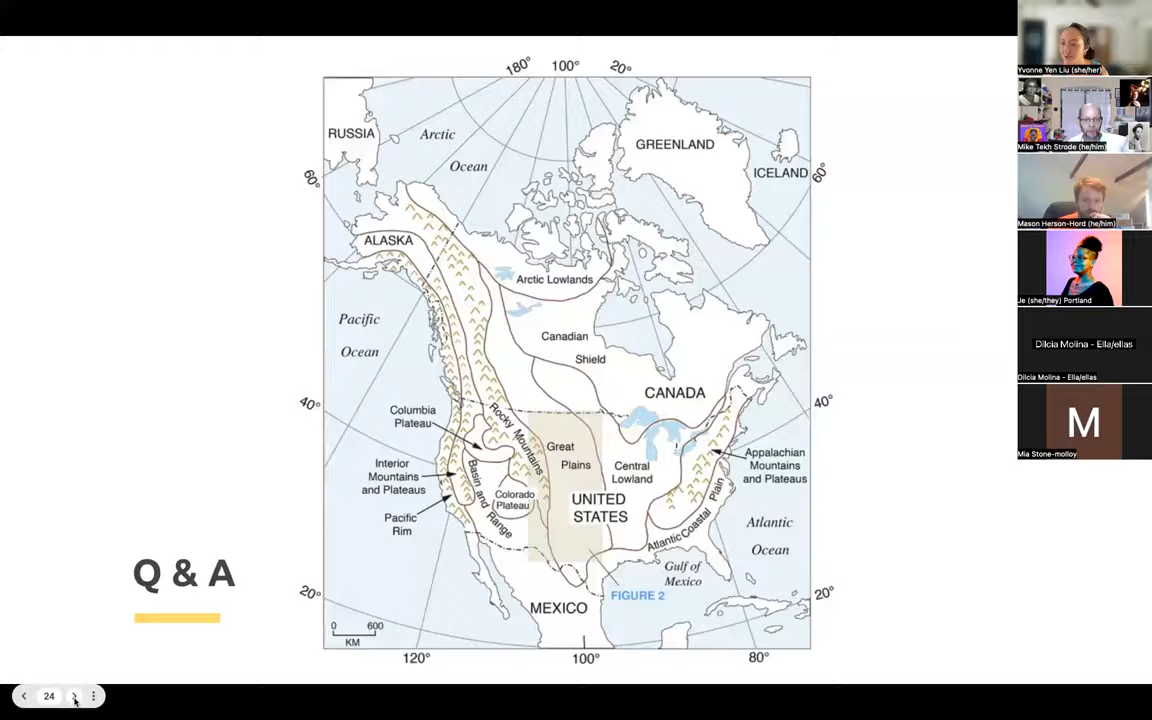 180° 100° 20°
RUSSIA
Arctic
Ocean
GREENLAND
ICELAND
60°
60°
ALASKA
Arctic Lowlands
Pacific
Ocean
Canadian
Shield
CANADA
40°
40°
Columbia
Plateau
Rocky Mountains
Great
Plains
Central
Lowland
Appalachian
Mountains
and Plateaus
Interior
Mountains
and Plateaus
Basin and Range
Colorado
Plateau
UNITED
STATES
Pacific
Rim
Atlantic Coastal Plain
Atlantic
Ocean
Gulf of
Mexico
FIGURE 2
MEXICO
20°
20°
0 600
KM
120° 100° 80°
Q & A
24
Yvonne Yen Liu (she/her)
Mike Tekh Strode (he/him)
Mason Herson-Hord (he/him)
Je (she/they) Portland
Dilcia Molina - Ella/ellas
Dilcia Molina - Ella/ellas
M
Mia Stone-molloy